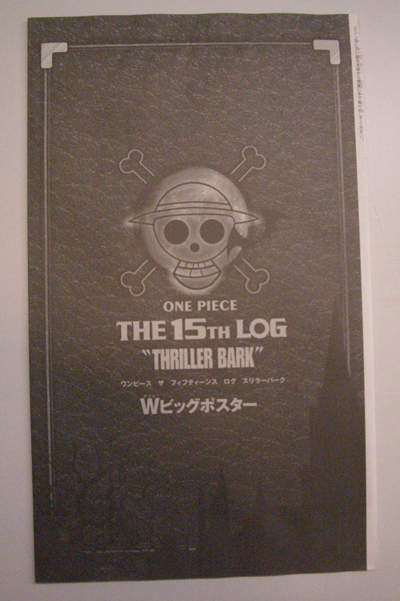 ONE PIECE
THE 15TH LOG
"THRILLER BARK"
ワンピース ザ フィフティーンス ログ スリラーバーク
Wビッグポスター